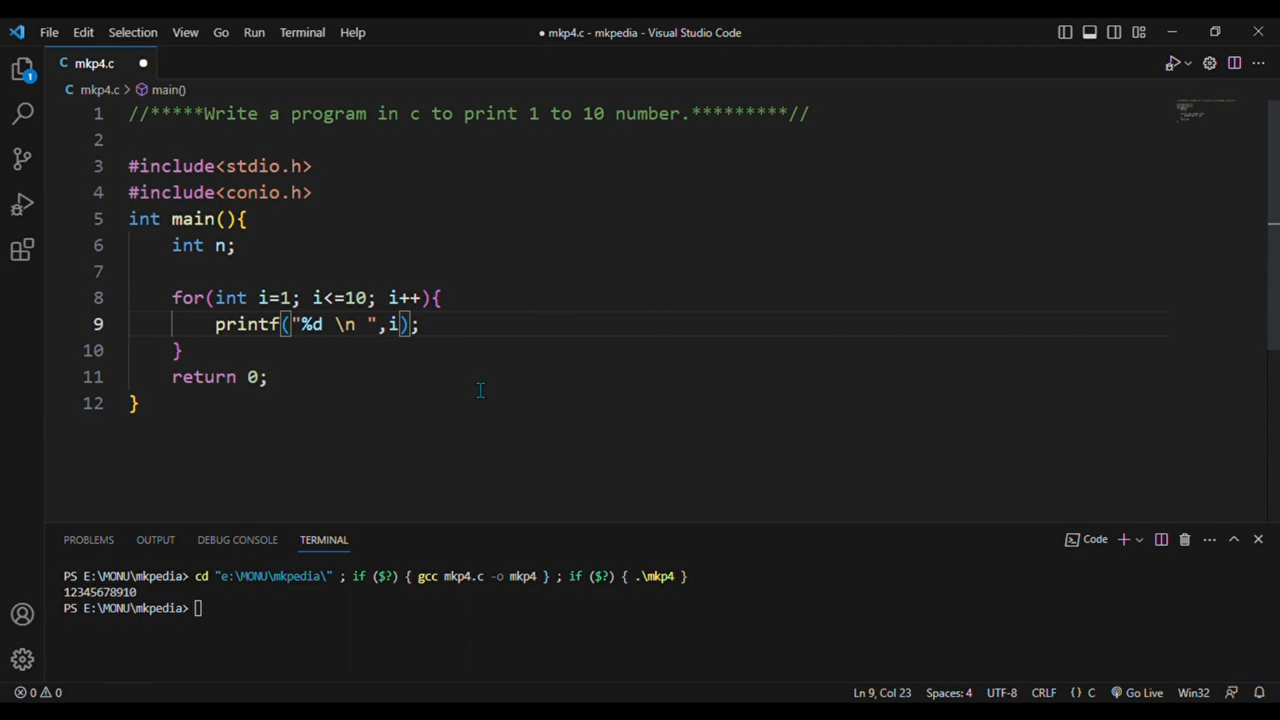 File Edit Selection View Go Run Terminal Help ● mkp4.c - mkpedia - Visual Studio Code
C mkp4.c ●
C mkp4.c > main()
1 //*****Write a program in c to print 1 to 10 number.*********//
2
3 #include<stdio.h>
4 #include<conio.h>
5 int main(){
6 int n;
7
8 for(int i=1; i<=10; i++){
9 printf("%d \n ",i);
10 }
11 return 0;
12 }
PROBLEMS OUTPUT DEBUG CONSOLE TERMINAL Code
PS E:\MONU\mkpedia> cd "e:\MONU\mkpedia\" ; if ($?) { gcc mkp4.c -o mkp4 } ; if ($?) { .\mkp4 }
12345678910
PS E:\MONU\mkpedia>
0 0 Ln 9, Col 23 Spaces: 4 UTF-8 CRLF {} C Go Live Win32
1